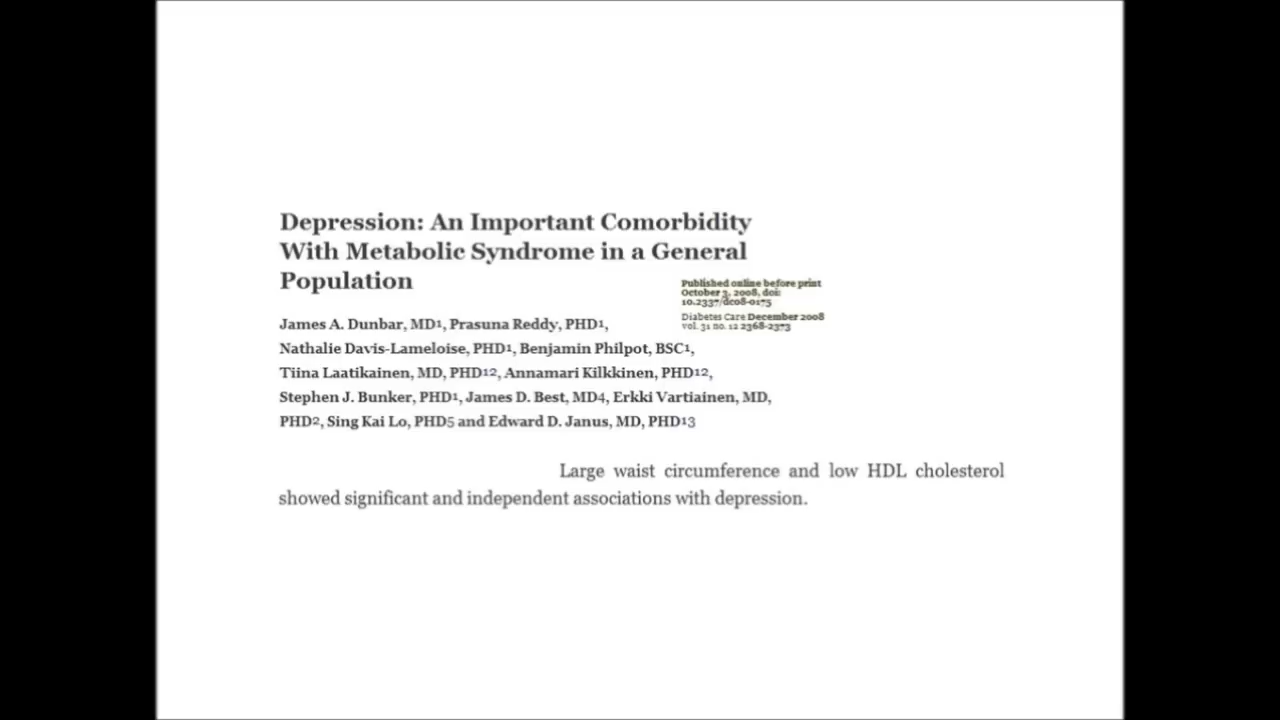 Depression: An Important Comorbidity
With Metabolic Syndrome in a General
Population
Published online before print
October 3, 2008, doi:
10.2337/dc08-0175
Diabetes Care December 2008
vol. 31 no. 12 2368-2373
James A. Dunbar, MD1, Prasuna Reddy, PHD1,
Nathalie Davis-Lameloise, PHD1, Benjamin Philpot, BSC1,
Tiina Laatikainen, MD, PHD12, Annamari Kilkkinen, PHD12,
Stephen J. Bunker, PHD1, James D. Best, MD4, Erkki Vartiainen, MD,
PHD2, Sing Kai Lo, PHD5 and Edward D. Janus, MD, PHD13
Large waist circumference and low HDL cholesterol
showed significant and independent associations with depression.